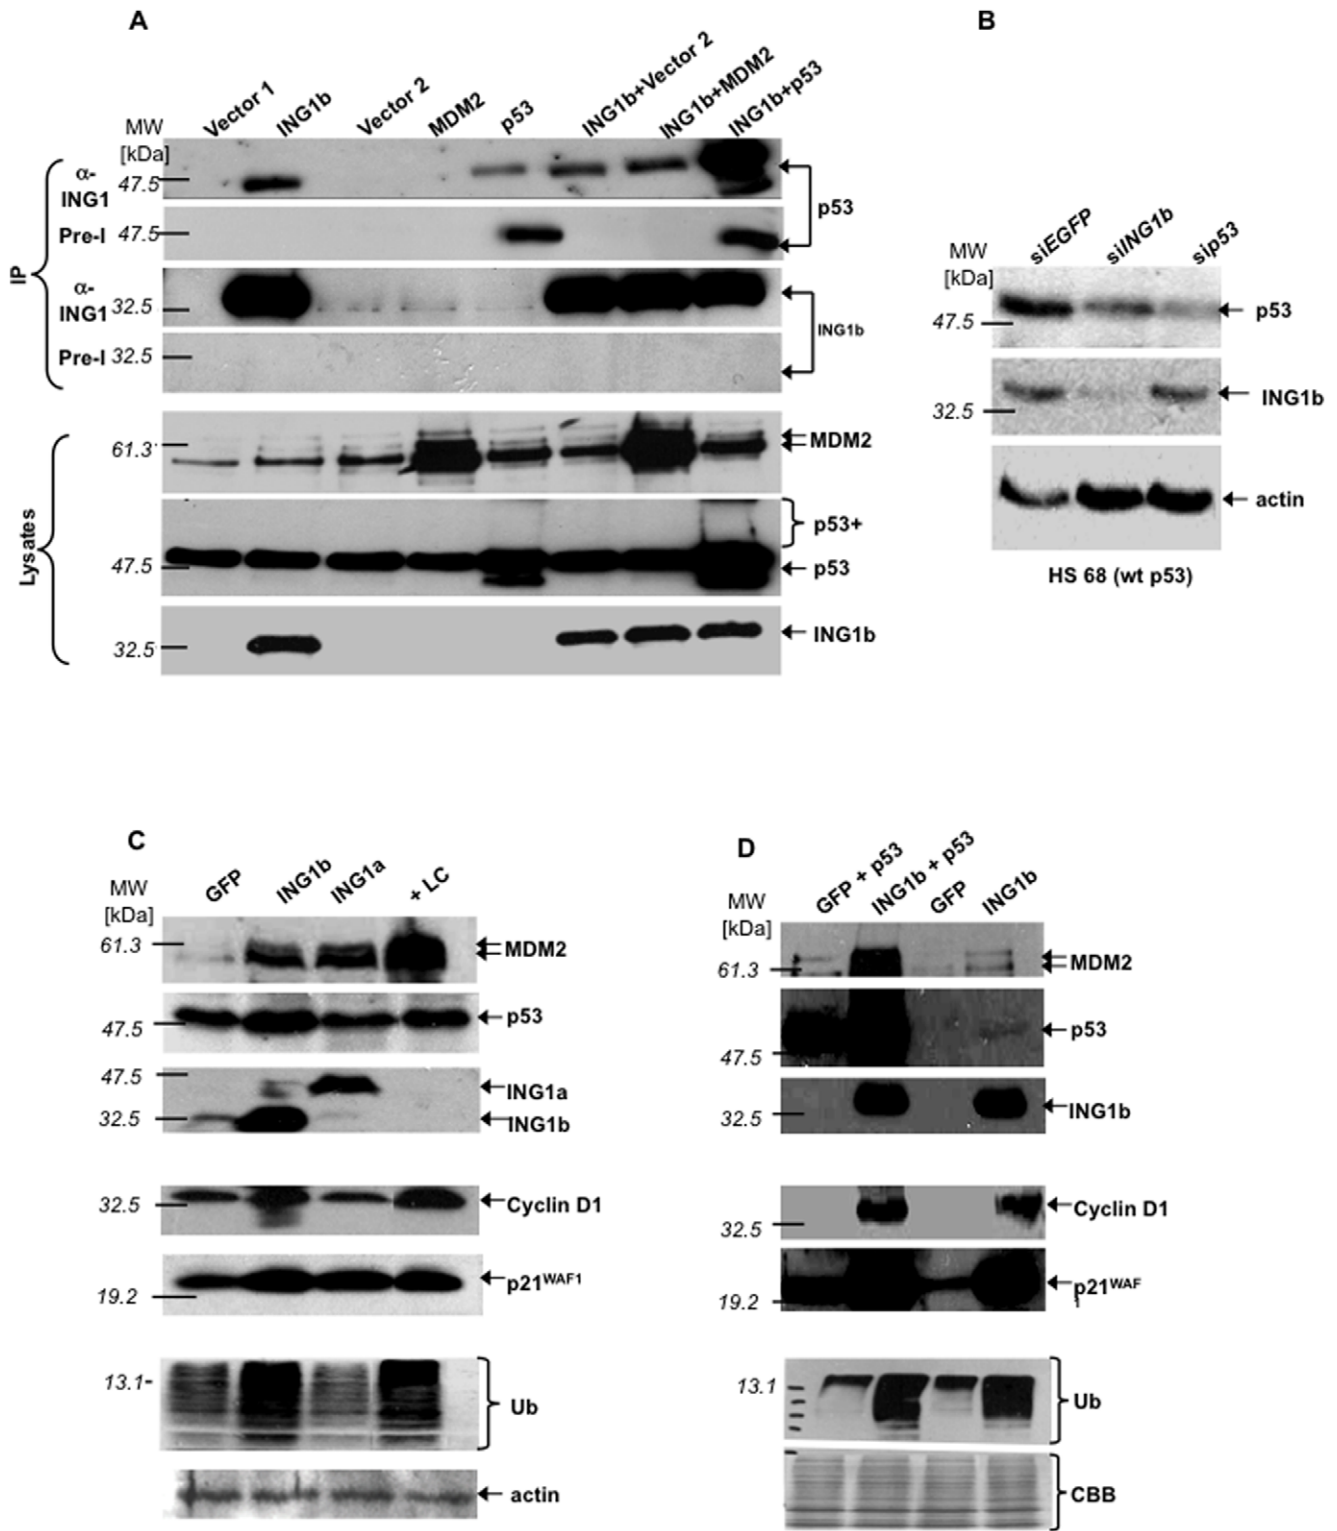 A
Vector 1
ING1b
Vector 2
MDM2
p53
ING1b+Vector 2
ING1b+MDM2
ING1b+p53
MW
[kDa]
IP
α-
ING1
47.5
p53
Pre-I
47.5
α-
ING1
32.5
ING1b
Pre-I
32.5
Lysates
61.3
MDM2
p53+
47.5
p53
32.5
ING1b
B
siEGFP
siING1b
sip53
MW
[kDa]
47.5
p53
32.5
ING1b
actin
HS 68 (wt p53)
C
GFP
ING1b
ING1a
+ LC
MW
[kDa]
61.3
MDM2
47.5
p53
47.5
ING1a
32.5
ING1b
32.5
Cyclin D1
19.2
p21WAF1
13.1-
Ub
actin
D
GFP + p53
ING1b + p53
GFP
ING1b
MW
[kDa]
61.3
MDM2
47.5
p53
32.5
ING1b
32.5
Cyclin D1
19.2
p21WAF
1
13.1
Ub
CBB